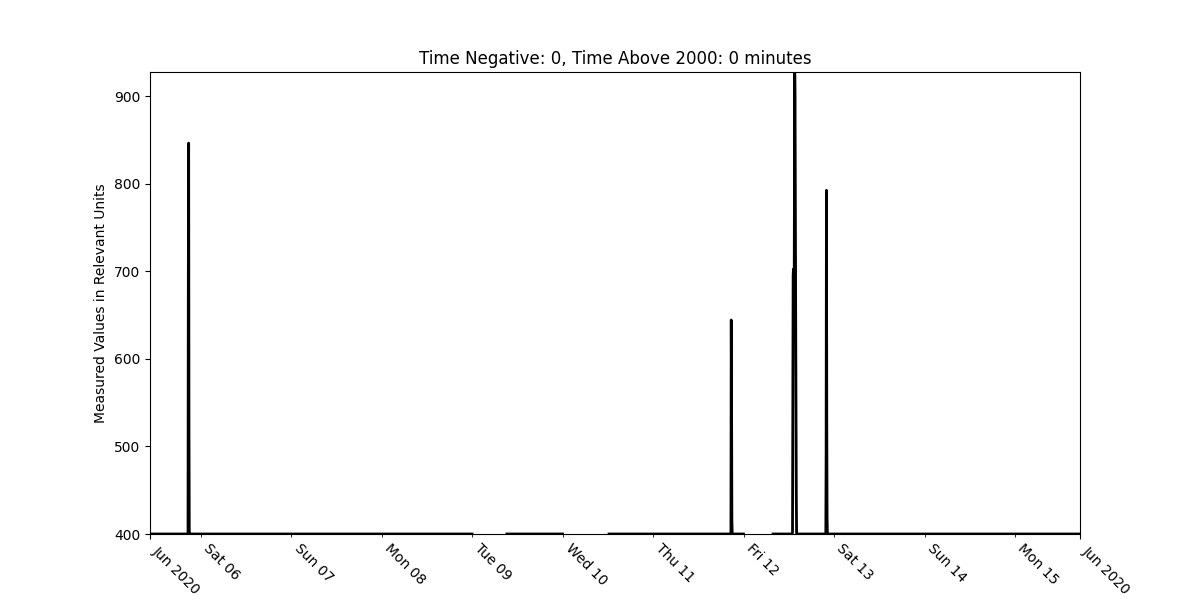 Time Negative: 0, Time Above 2000: 0 minutes
Measured Values in Relevant Units
900
800
700
600
500
400
Jun 2020
Sat 06
Sun 07
Mon 08
Tue 09
Wed 10
Thu 11
Fri 12
Sat 13
Sun 14
Mon 15
Jun 2020